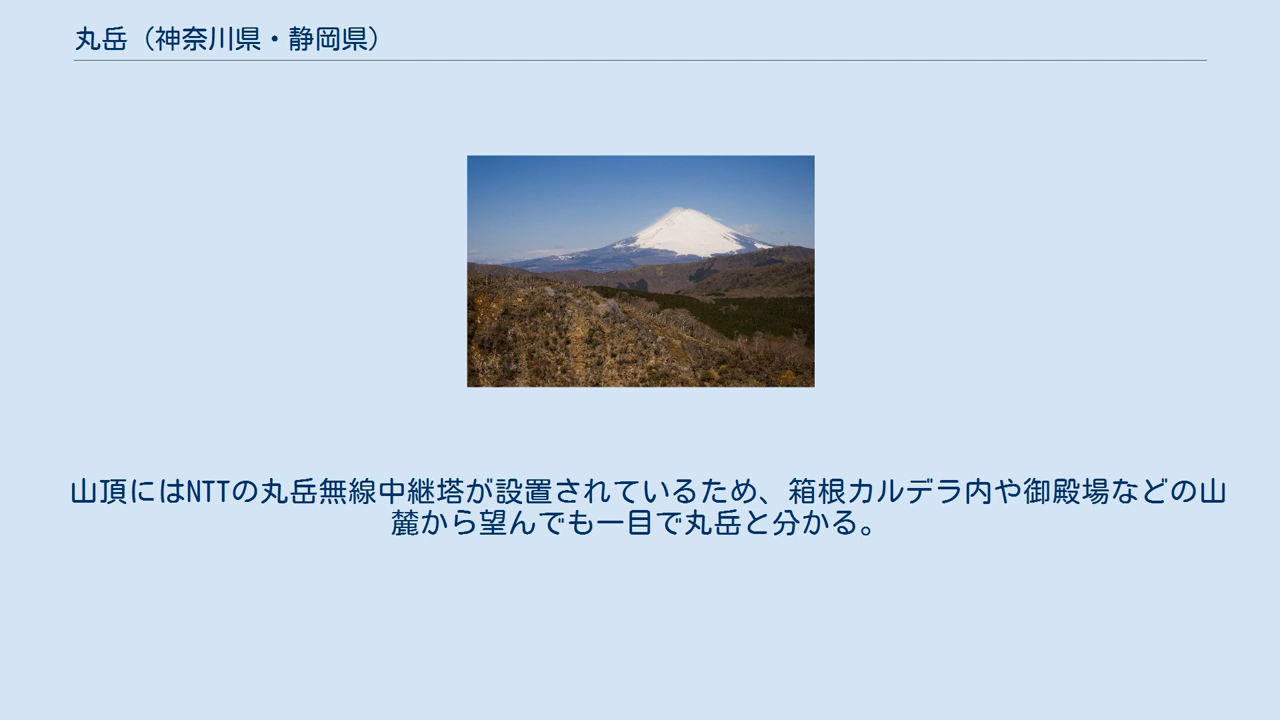 丸岳（神奈川県・静岡県）
山頂にはNTTの丸岳無線中継塔が設置されているため、箱根カルデラ内や御殿場などの山
麓から望んでも一目で丸岳と分かる。